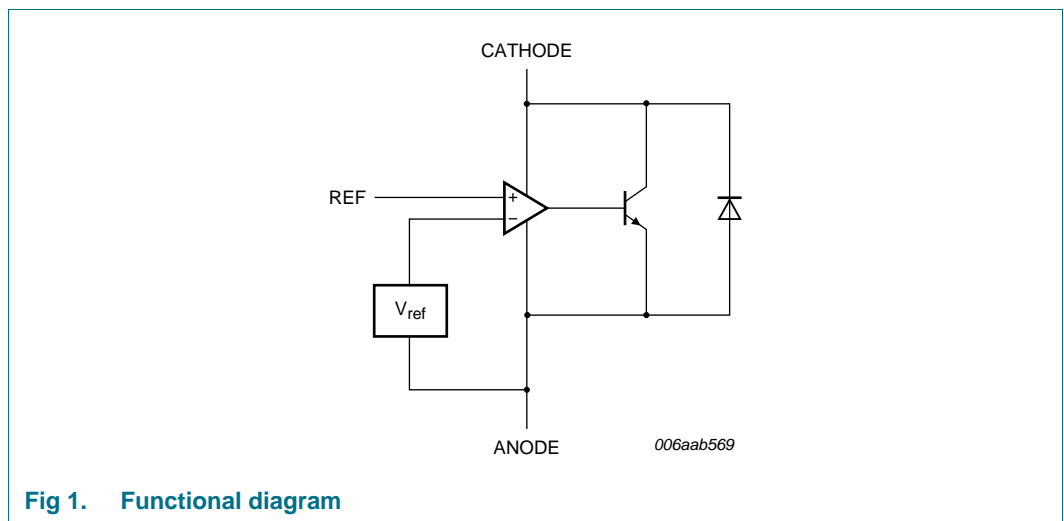 CATHODE
REF
+
−
V_ref
ANODE
006aab569
Fig 1. Functional diagram